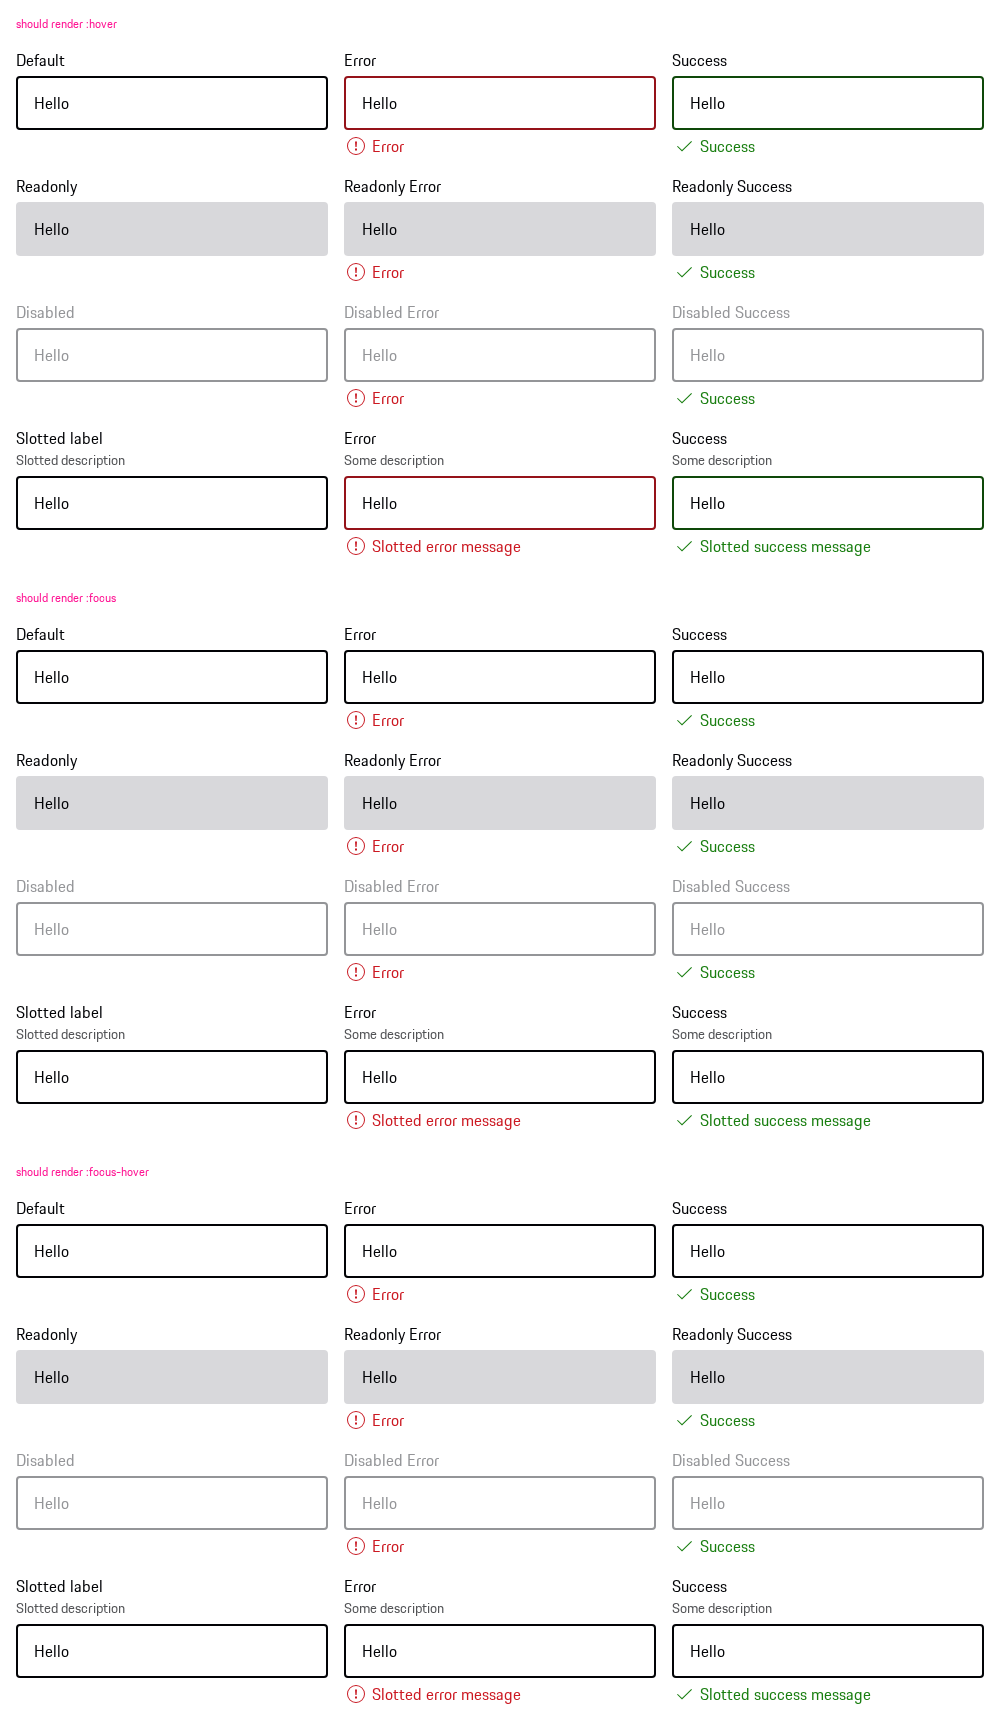 should render :hover
Default Error Success
Hello Hello Hello
Error Success
Readonly Readonly Error Readonly Success
Hello Hello Hello
Error Success
Disabled Disabled Error Disabled Success
Hello Hello Hello
Error Success
Slotted label Error Success
Slotted description Some description Some description
Hello Hello Hello
Slotted error message Slotted success message
should render :focus
Default Error Success
Hello Hello Hello
Error Success
Readonly Readonly Error Readonly Success
Hello Hello Hello
Error Success
Disabled Disabled Error Disabled Success
Hello Hello Hello
Error Success
Slotted label Error Success
Slotted description Some description Some description
Hello Hello Hello
Slotted error message Slotted success message
should render :focus-hover
Default Error Success
Hello Hello Hello
Error Success
Readonly Readonly Error Readonly Success
Hello Hello Hello
Error Success
Disabled Disabled Error Disabled Success
Hello Hello Hello
Error Success
Slotted label Error Success
Slotted description Some description Some description
Hello Hello Hello
Slotted error message Slotted success message